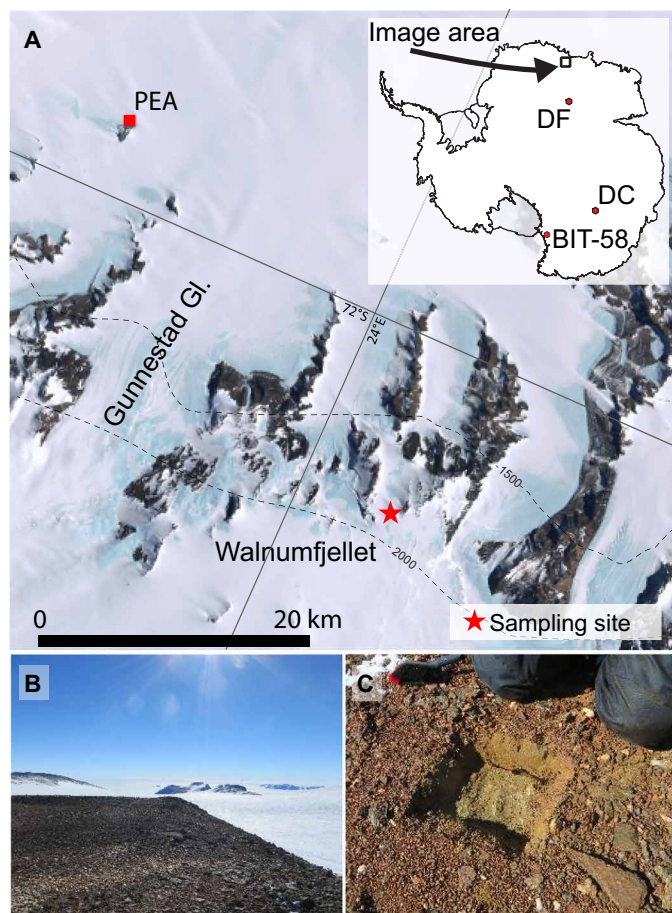 A
Image area
PEA
DF
DC
BIT-58
72°S
24°E
Gunnestad Gl.
1500
Walnumfjellet
2000
0 20 km
Sampling site
B
C